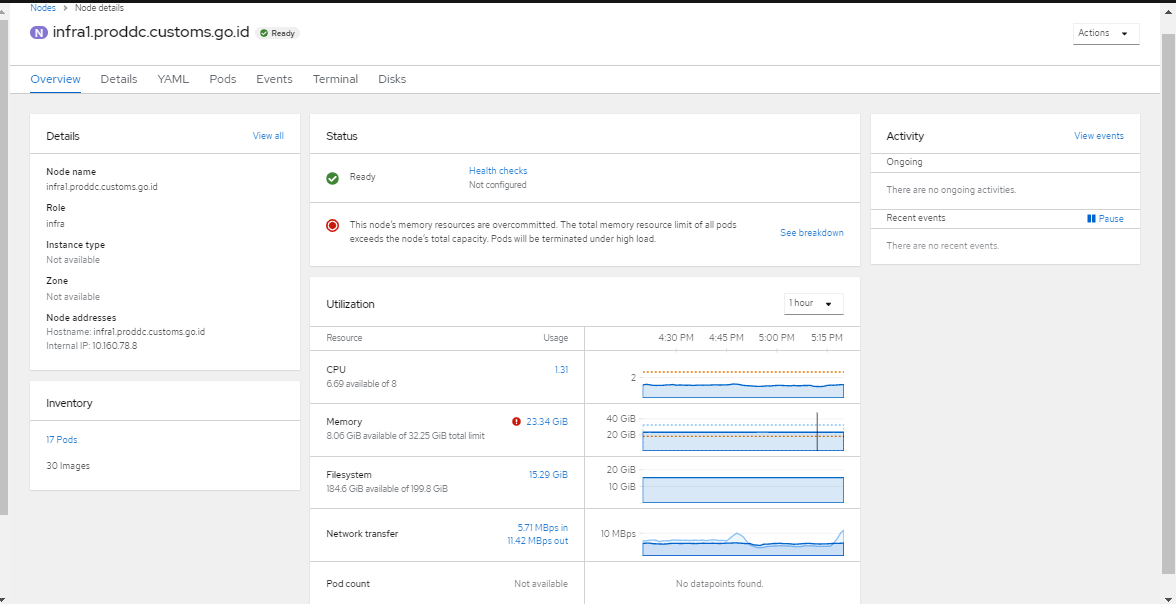 Nodes > Node details
N infra1.proddc.customs.go.id Ready
Actions
Overview Details YAML Pods Events Terminal Disks
Details View all
Node name
infra1.proddc.customs.go.id
Role
infra
Instance type
Not available
Zone
Not available
Node addresses
Hostname: infra1.proddc.customs.go.id
Internal IP: 10.160.78.8
Inventory
17 Pods
30 Images
Status
Ready
Health checks
Not configured
This node's memory resources are overcommitted. The total memory resource limit of all pods
exceeds the node's total capacity. Pods will be terminated under high load.
See breakdown
Utilization
1 hour
Resource Usage 4:30 PM 4:45 PM 5:00 PM 5:15 PM
CPU 1.31
6.69 available of 8
2
Memory 23.34 GiB
8.06 GiB available of 32.25 GiB total limit
40 GiB
20 GiB
Filesystem 15.29 GiB
184.6 GiB available of 199.8 GiB
20 GiB
10 GiB
Network transfer
5.71 MBps in
11.42 MBps out
10 MBps
Pod count Not available No datapoints found.
Activity View events
Ongoing
There are no ongoing activities.
Recent events Pause
There are no recent events.